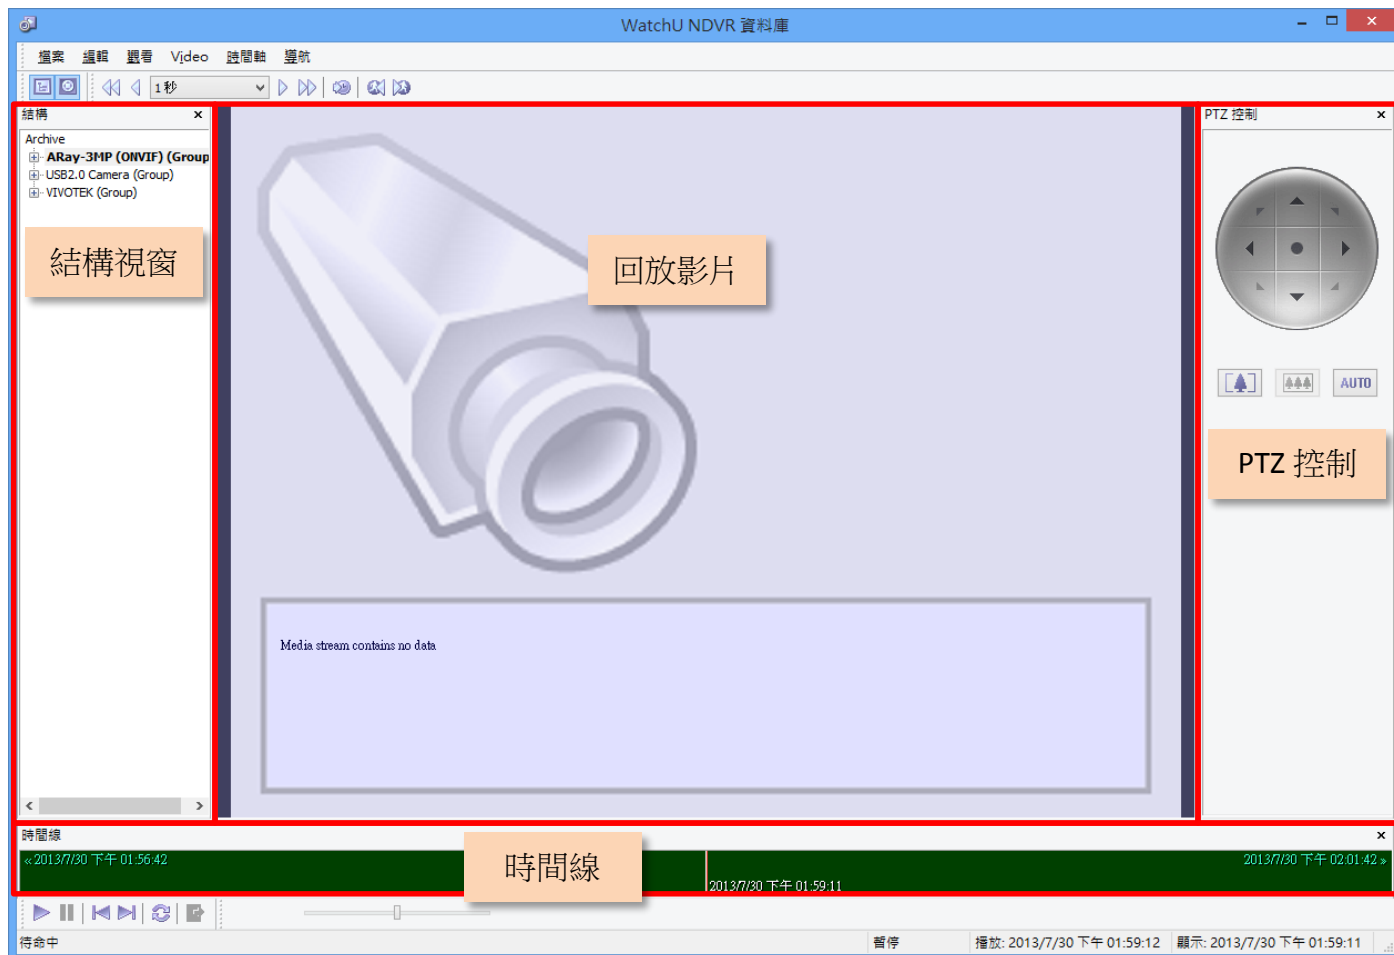 WatchU NDVR 資料庫
檔案 編輯 觀看 Video 時間軸 導航
1 秒
結構
Archive
ARay-3MP (ONVIF) (Group
USB2.0 Camera (Group)
VIVOTEK (Group)
結構視窗
回放影片
Media stream contains no data
PTZ 控制
AUTO
PTZ 控制
時間線
«2013/7/30 下午 01:56:42
2013/7/30 下午 02:01:42 »
時間線
2013/7/30 下午 01:59:11
待命中
暫停
播放: 2013/7/30 下午 01:59:12
顯示: 2013/7/30 下午 01:59:11